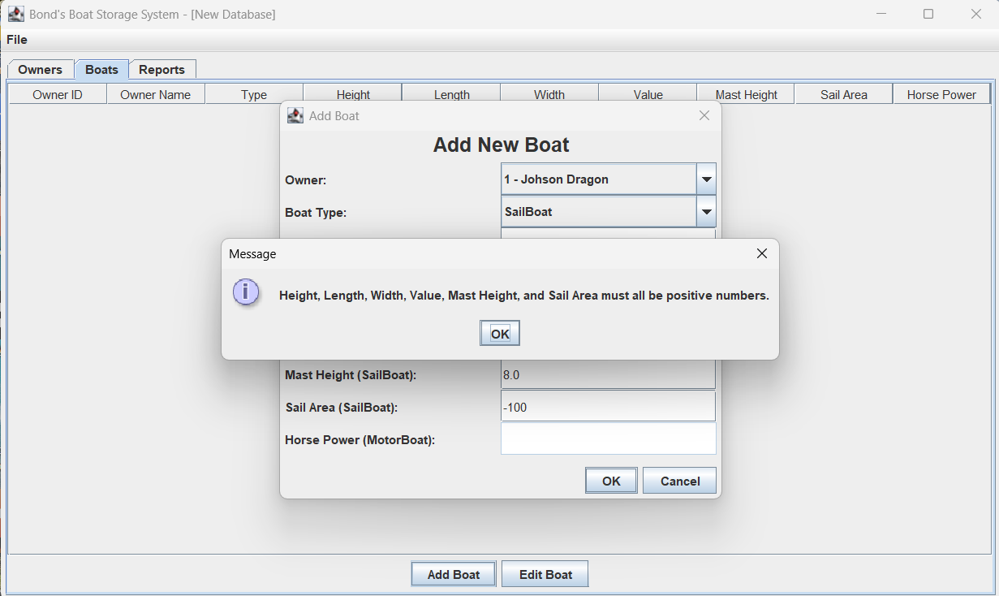 Bond's Boat Storage System - [New Database]
File
Owners Boats Reports
Owner ID Owner Name Type Height Length Width Value Mast Height Sail Area Horse Power
Add Boat
Add New Boat
Owner: 1 - Johson Dragon
Boat Type: SailBoat
Message
i
Height, Length, Width, Value, Mast Height, and Sail Area must all be positive numbers.
OK
Mast Height (SailBoat): 8.0
Sail Area (SailBoat): -100
Horse Power (MotorBoat):
OK Cancel
Add Boat Edit Boat